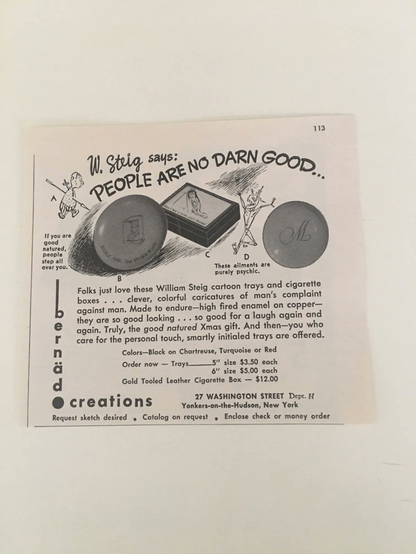 113
W. Steig says:
PEOPLE ARE NO DARN GOOD...
A
If you are
good
natured,
people
step all
over you.
B
C
D
These ailments are
purely psychic.
M
Folks just love these William Steig cartoon trays and cigarette
boxes . . . clever, colorful caricatures of man's complaint
against man. Made to endure—high fired enamel on copper—
they are so good looking . . . so good for a laugh again and
again. Truly, the good natured Xmas gift. And then—you who
care for the personal touch, smartly initialed trays are offered.
Colors—Black on Chartreuse, Turquoise or Red
Order now — Trays 5" size $3.50 each
6" size $5.00 each
Gold Tooled Leather Cigarette Box — $12.00
bernäd
creations
27 WASHINGTON STREET Dept. H
Yonkers-on-the-Hudson, New York
Request sketch desired • Catalog on request • Enclose check or money order